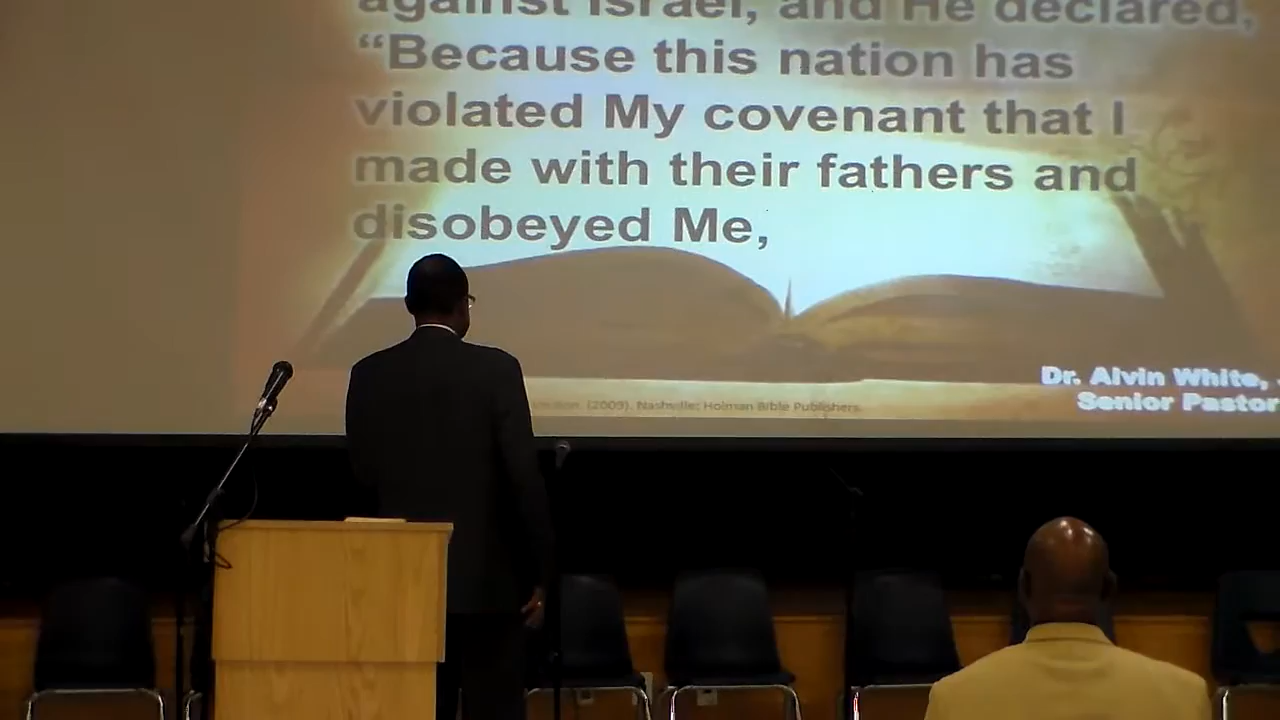 against Israel, and He declared,
“Because this nation has
violated My covenant that I
made with their fathers and
disobeyed Me,
Dr. Alvin White,
Senior Pastor
(2009). Nashville: Holman Bible Publishers.